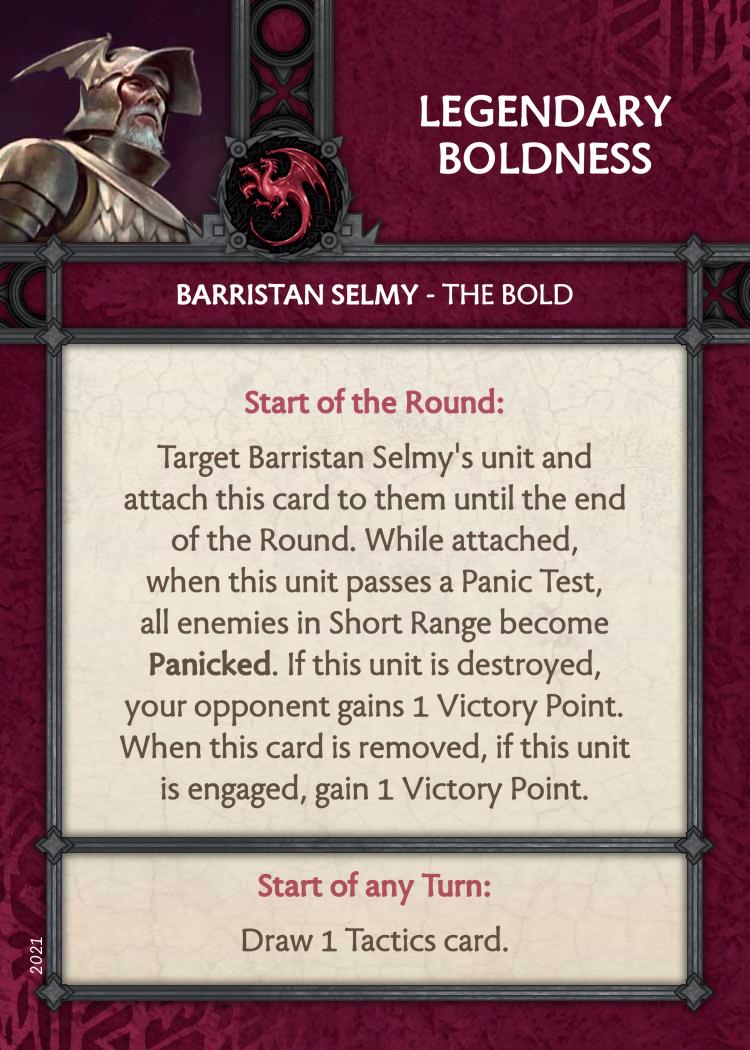 LEGENDARY
BOLDNESS
BARRISTAN SELMY - THE BOLD
Start of the Round:
Target Barristan Selmy's unit and
attach this card to them until the end
of the Round. While attached,
when this unit passes a Panic Test,
all enemies in Short Range become
Panicked. If this unit is destroyed,
your opponent gains 1 Victory Point.
When this card is removed, if this unit
is engaged, gain 1 Victory Point.
Start of any Turn:
Draw 1 Tactics card.
2021